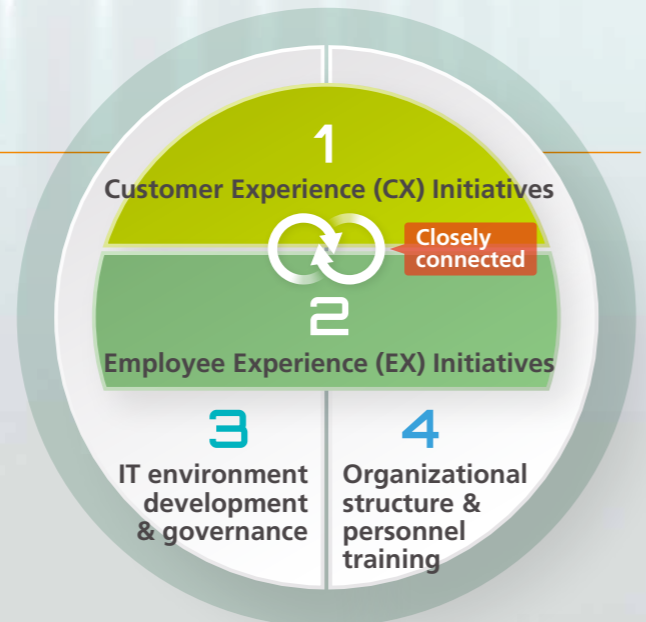 1
Customer Experience (CX) Initiatives
Closely
connected
2
Employee Experience (EX) Initiatives
3
IT environment
development
& governance
4
Organizational
structure &
personnel
training